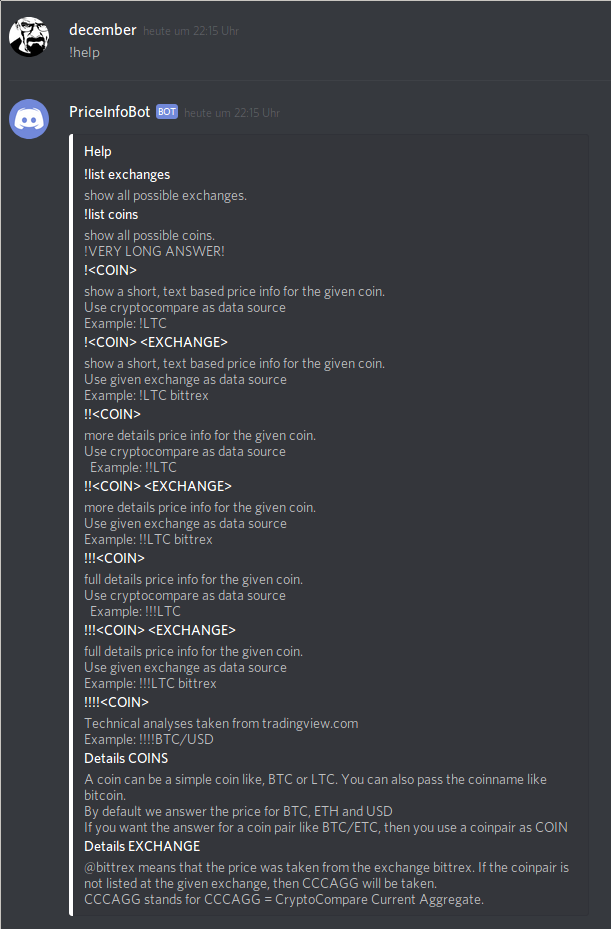 december heute um 22:15 Uhr
!help
PriceInfoBot BOT heute um 22:15 Uhr
Help
!list exchanges
show all possible exchanges.
!list coins
show all possible coins.
!VERY LONG ANSWER!
!<COIN>
show a short, text based price info for the given coin.
Use cryptocompare as data source
Example: !LTC
!<COIN> <EXCHANGE>
show a short, text based price info for the given coin.
Use given exchange as data source
Example: !LTC bittrex
!!<COIN>
more details price info for the given coin.
Use cryptocompare as data source
Example: !!LTC
!!<COIN> <EXCHANGE>
more details price info for the given coin.
Use given exchange as data source
Example: !!LTC bittrex
!!!<COIN>
full details price info for the given coin.
Use cryptocompare as data source
Example: !!!LTC
!!!<COIN> <EXCHANGE>
full details price info for the given coin.
Use given exchange as data source
Example: !!!LTC bittrex
!!!!<COIN>
Technical analyses taken from tradingview.com
Example: !!!!BTC/USD
Details COINS
A coin can be a simple coin like, BTC or LTC. You can also pass the coinname like
bitcoin.
By default we answer the price for BTC, ETH and USD
If you want the answer for a coin pair like BTC/ETC, then you use a coinpair as COIN
Details EXCHANGE
@bittrex means that the price was taken from the exchange bittrex. If the coinpair is
not listed at the given exchange, then CCCAGG will be taken.
CCCAGG stands for CCCAGG = CryptoCompare Current Aggregate.